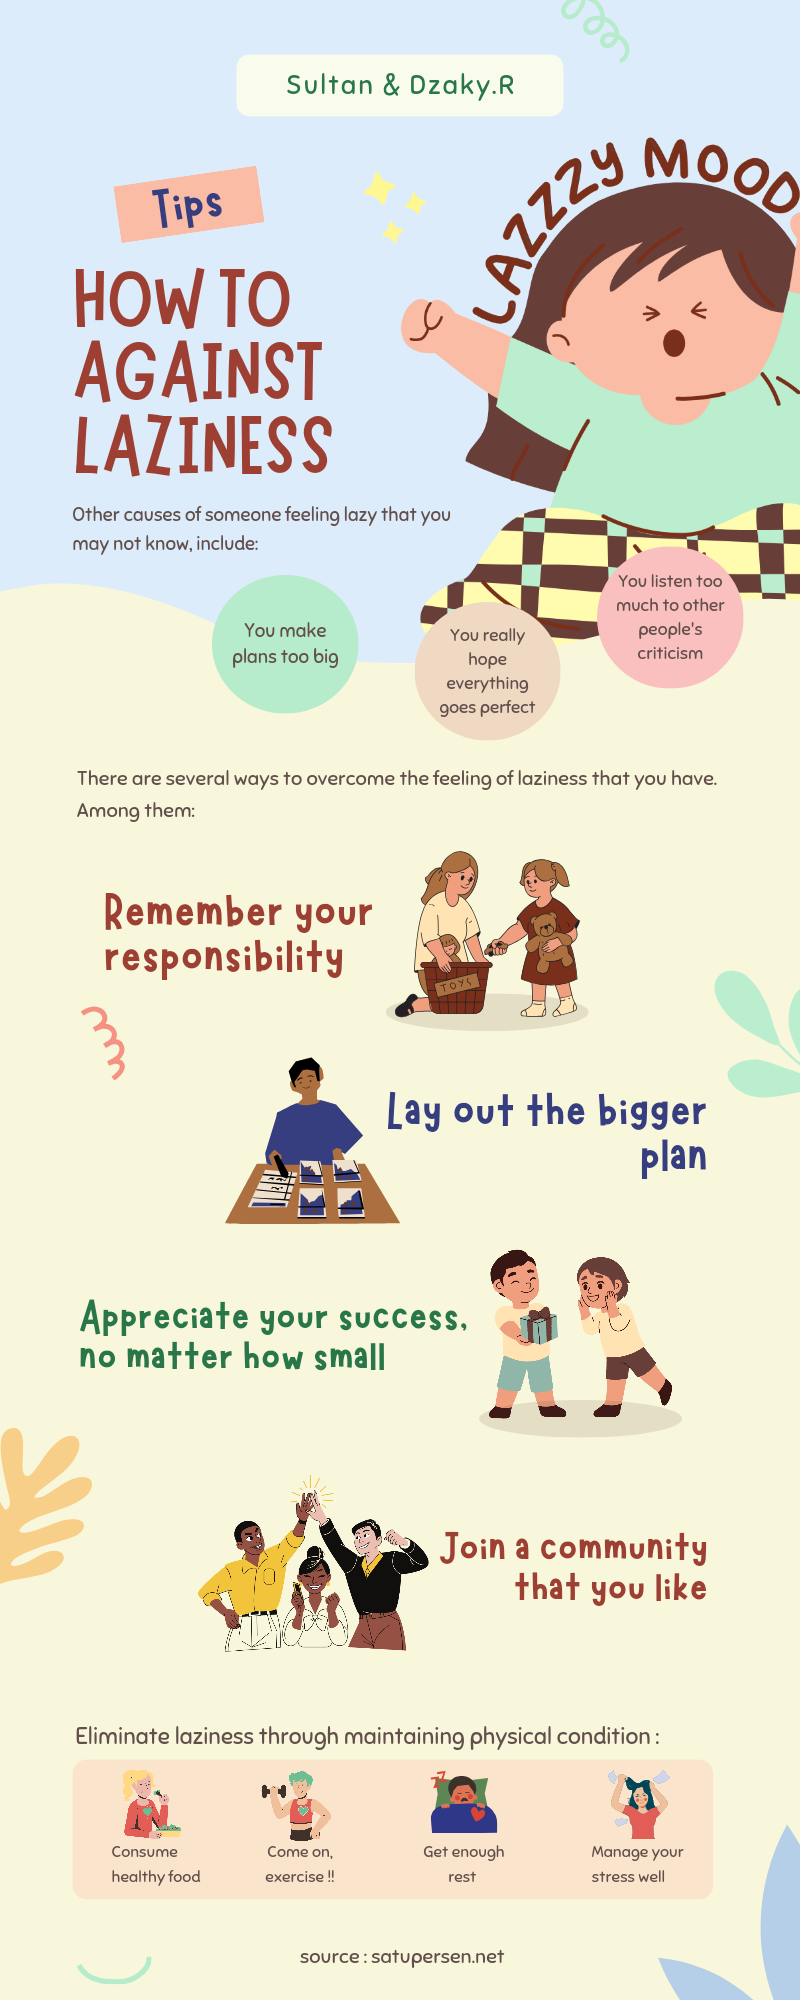 Sultan & Dzaky.R
LAZZZY MOOD
Tips
HOW TO
AGAINST
LAZINESS
Other causes of someone feeling lazy that you
may not know, include:
You make
plans too big
You really
hope
everything
goes perfect
You listen too
much to other
people's
criticism
There are several ways to overcome the feeling of laziness that you have.
Among them:
Remember your
responsibility
TOYS
Lay out the bigger
plan
Appreciate your success,
no matter how small
Join a community
that you like
Eliminate laziness through maintaining physical condition :
zZ
Consume
healthy food
Come on,
exercise !!
Get enough
rest
Manage your
stress well
source : satupersen.net